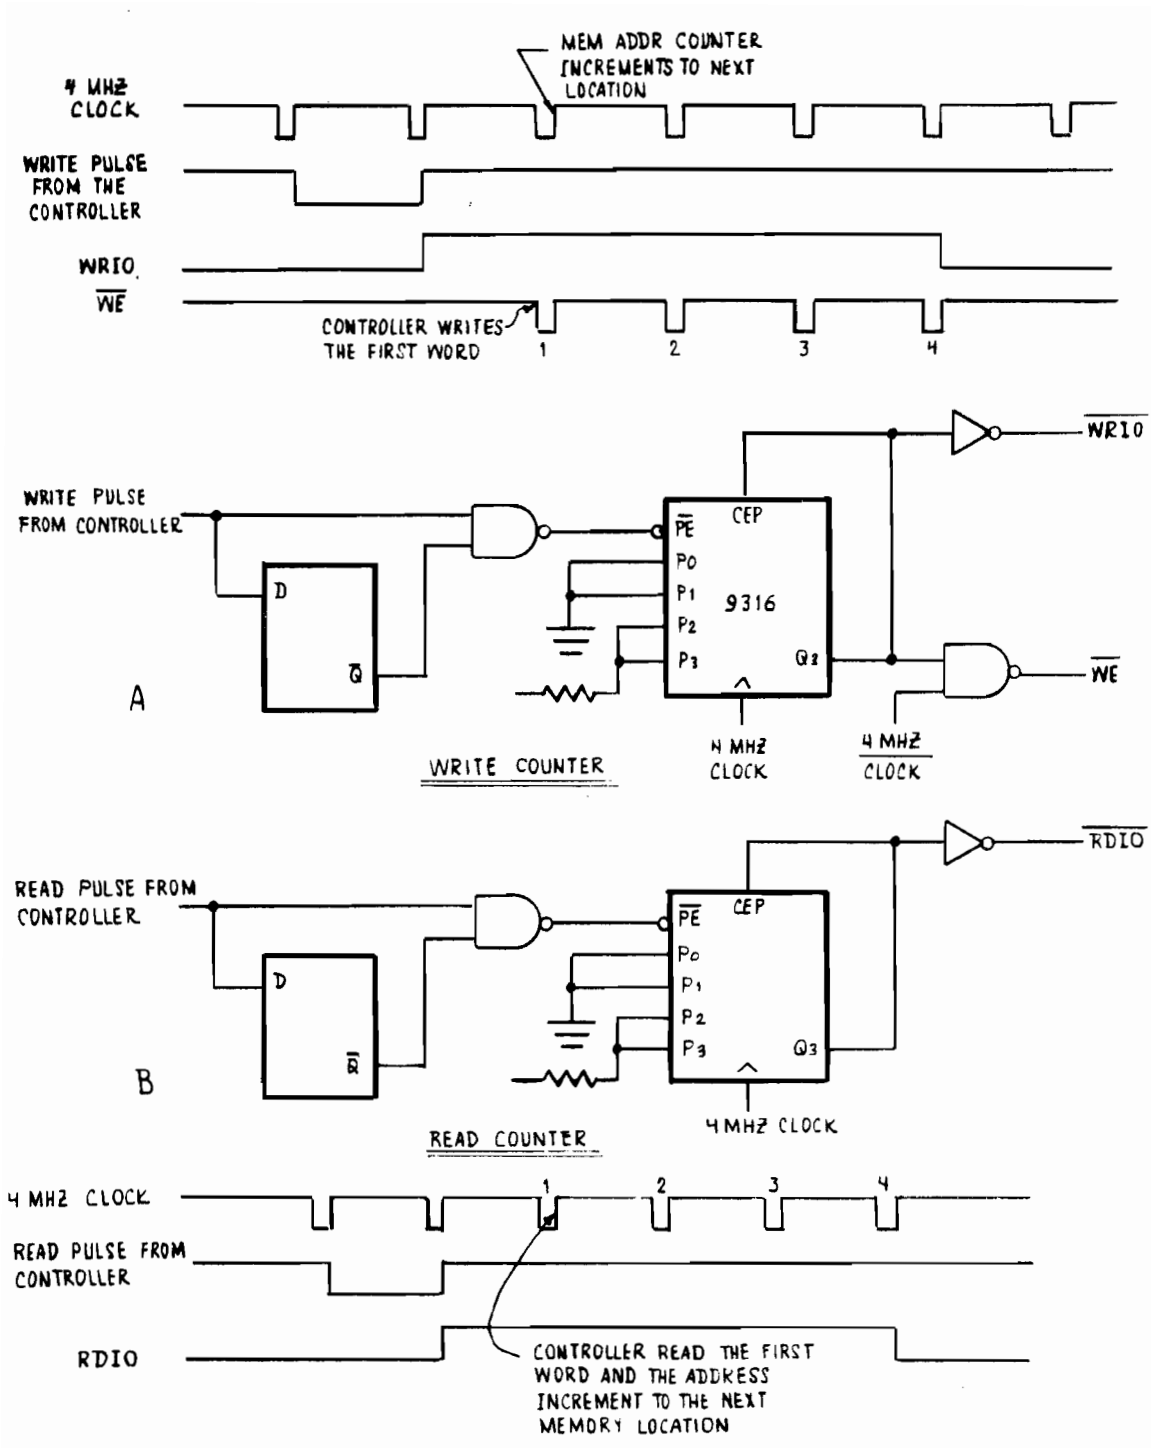 MEM ADDR COUNTER
INCREMENTS TO NEXT
LOCATION
4 MHZ
CLOCK
WRITE PULSE
FROM THE
CONTROLLER
WRIO
WE
CONTROLLER WRITES
THE FIRST WORD
1 2 3 4
WRIO
WRITE PULSE
FROM CONTROLLER
CEP
PE
P0
P1
9316
P2
P3
Q3
D
Q
WE
A
4 MHZ
CLOCK
4 MHZ
CLOCK
WRITE COUNTER
RDIO
READ PULSE FROM
CONTROLLER
CEP
PE
P0
P1
P2
P3
Q3
D
Q
B
4 MHZ CLOCK
READ COUNTER
1 2 3 4
4 MHZ CLOCK
READ PULSE FROM
CONTROLLER
RDIO
CONTROLLER READ THE FIRST
WORD AND THE ADDRESS
INCREMENT TO THE NEXT
MEMORY LOCATION